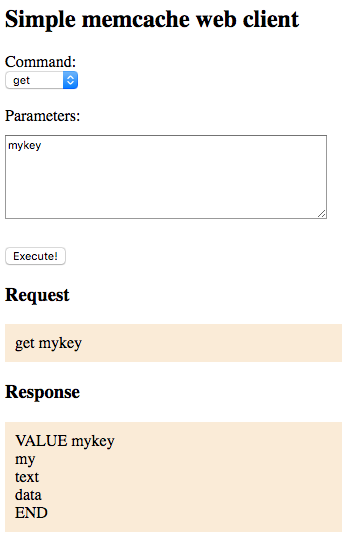 Simple memcache web client
Command:
get
Parameters:
mykey
Execute!
Request
get mykey
Response
VALUE mykey
my
text
data
END